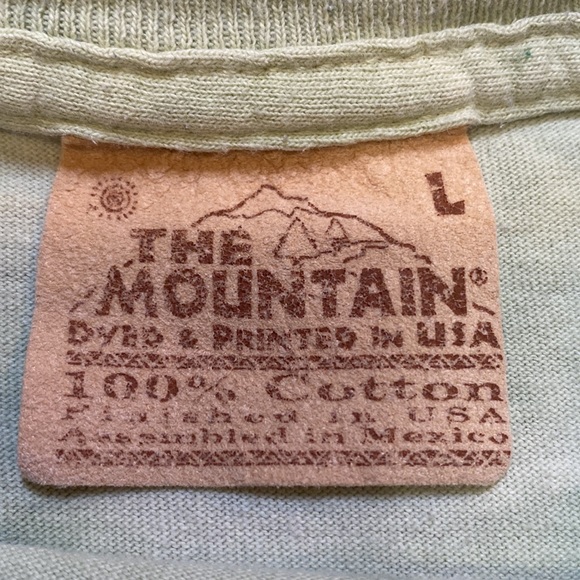 L
THE
MOUNTAIN®
DYED & PRINTED IN USA
100% Cotton
Finished in USA
Assembled in Mexico